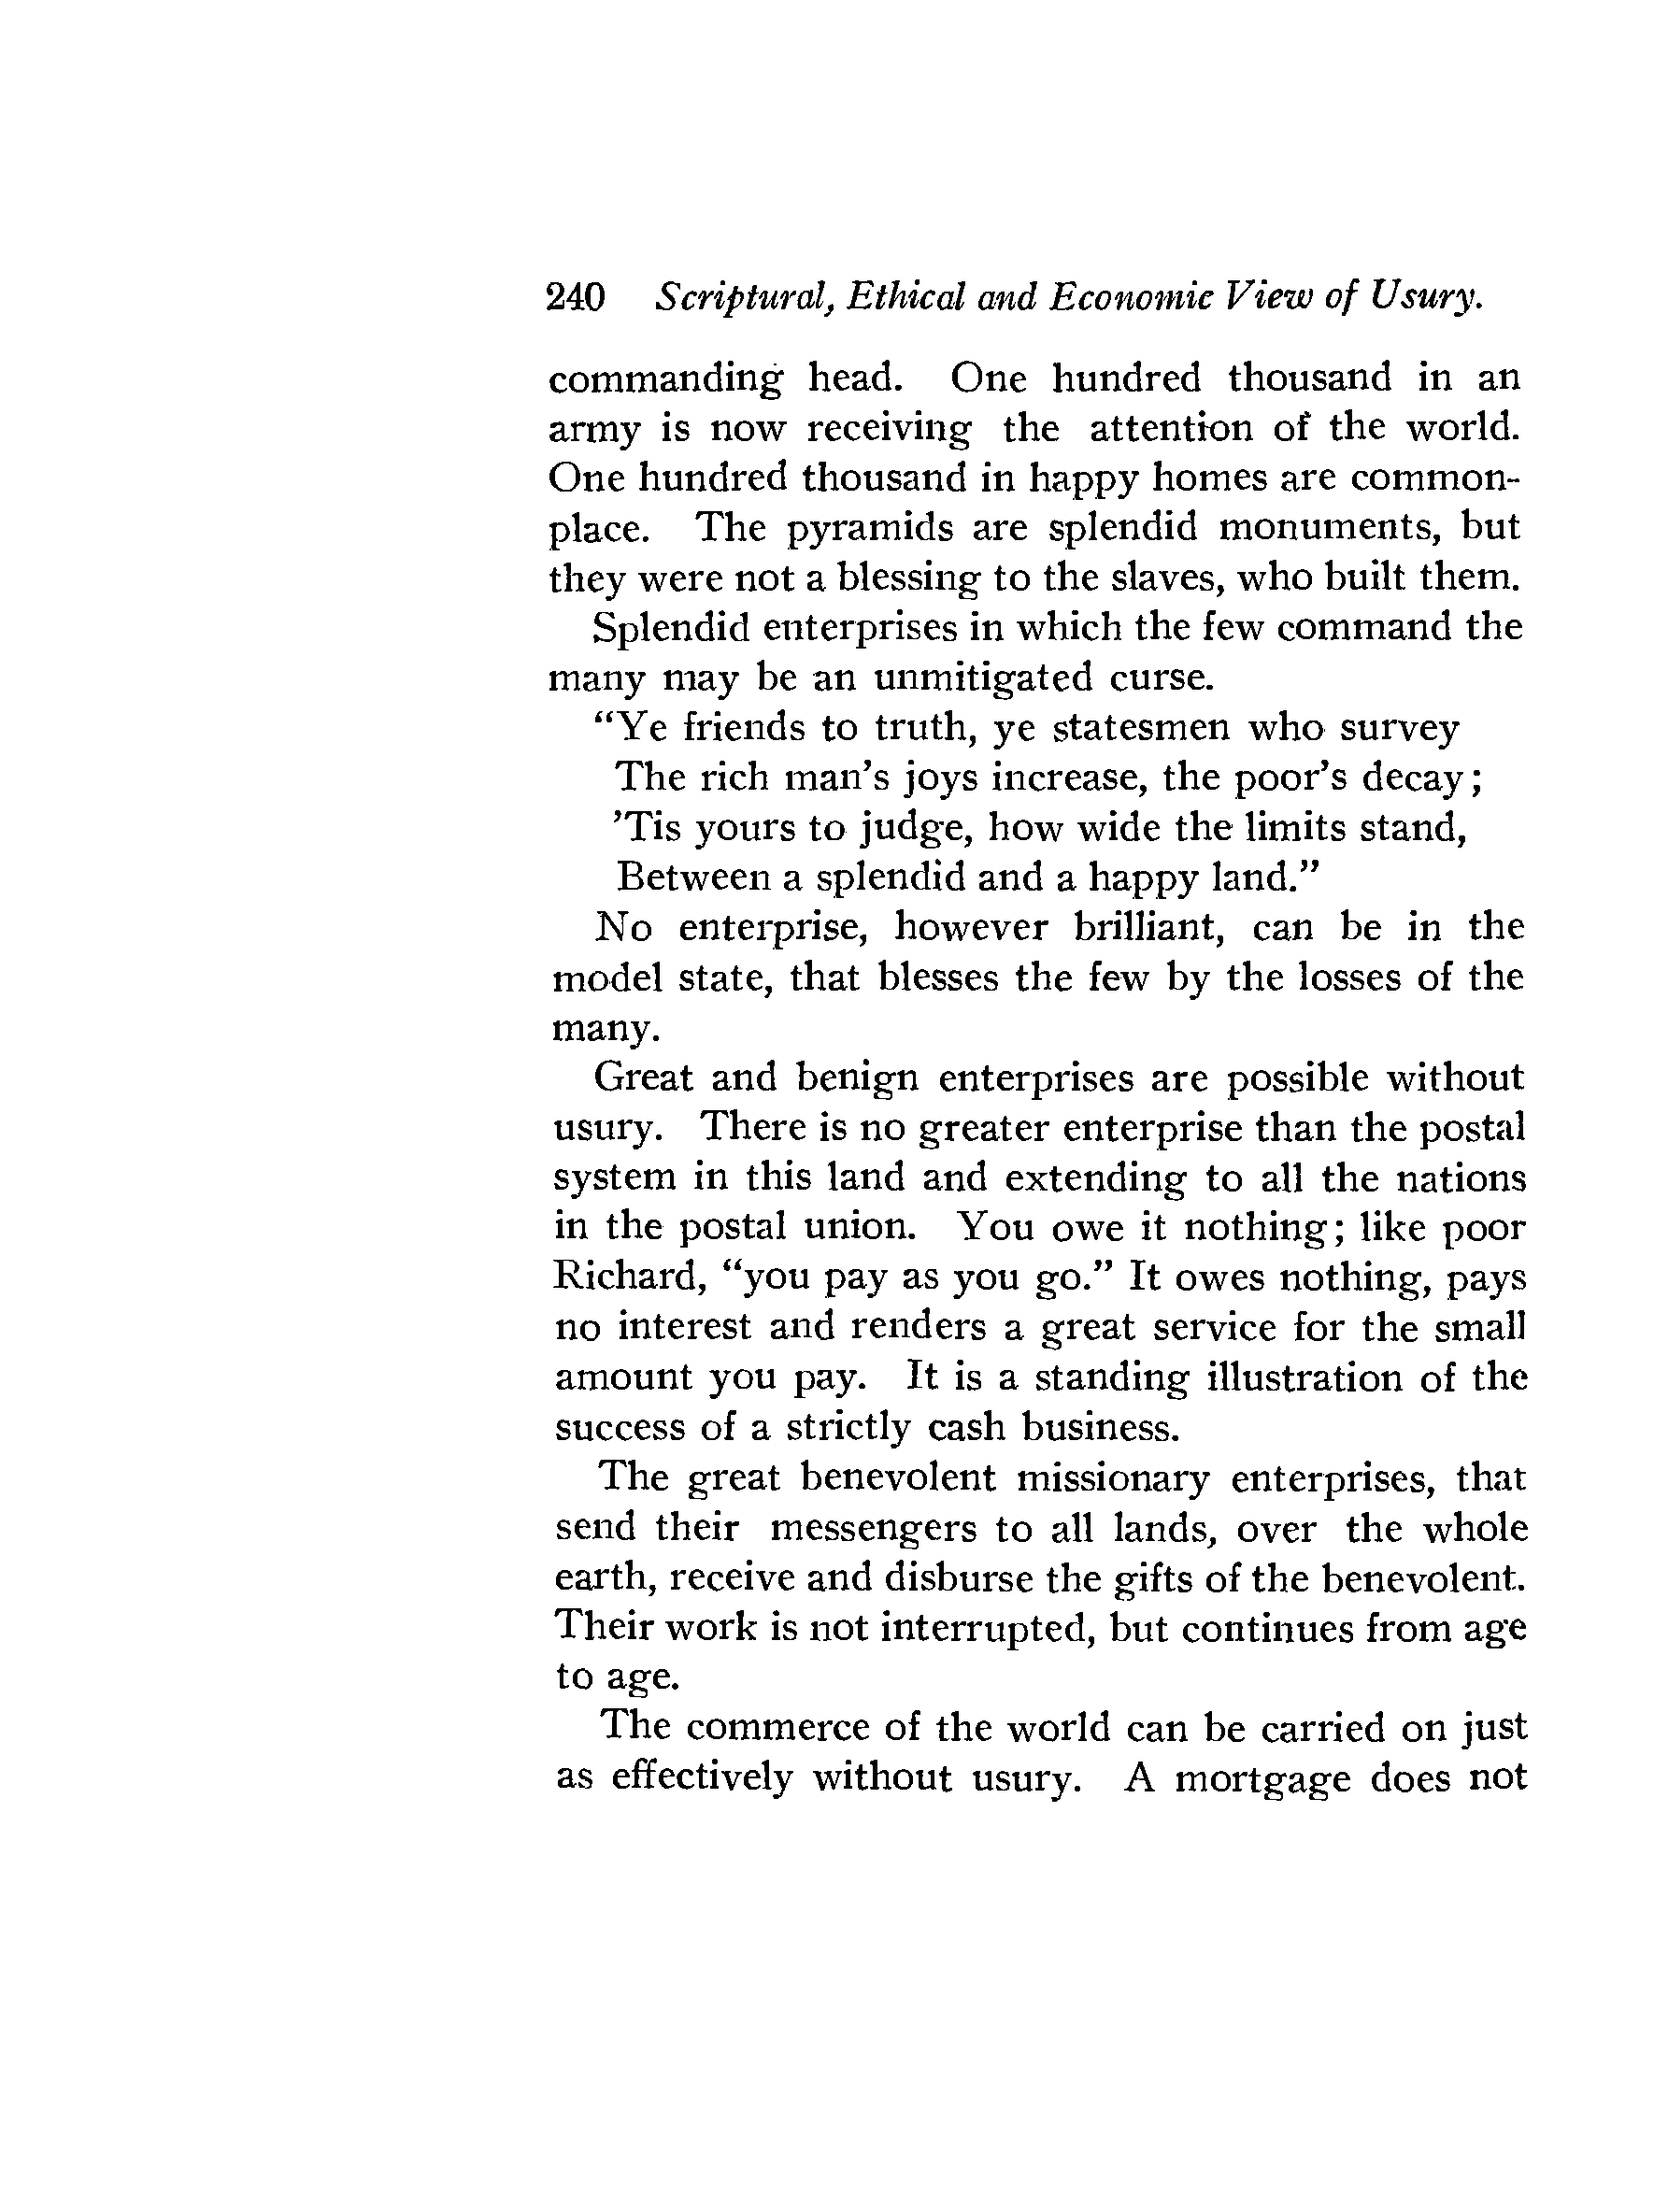 240 Scriptural, Ethical and Economic View of Usury.
commanding head. One hundred thousand in an
army is now receiving the attention of the world.
One hundred thousand in happy homes are common-
place. The pyramids are splendid monuments, but
they were not a blessing to the slaves, who built them.
Splendid enterprises in which the few command the
many may be an unmitigated curse.
“Ye friends to truth, ye statesmen who survey
The rich man’s joys increase, the poor’s decay;
’Tis yours to judge, how wide the limits stand,
Between a splendid and a happy land.”
No enterprise, however brilliant, can be in the
model state, that blesses the few by the losses of the
many.
Great and benign enterprises are possible without
usury. There is no greater enterprise than the postal
system in this land and extending to all the nations
in the postal union. You owe it nothing; like poor
Richard, “you pay as you go.” It owes nothing, pays
no interest and renders a great service for the small
amount you pay. It is a standing illustration of the
success of a strictly cash business.
The great benevolent missionary enterprises, that
send their messengers to all lands, over the whole
earth, receive and disburse the gifts of the benevolent.
Their work is not interrupted, but continues from age
to age.
The commerce of the world can be carried on just
as effectively without usury. A mortgage does not